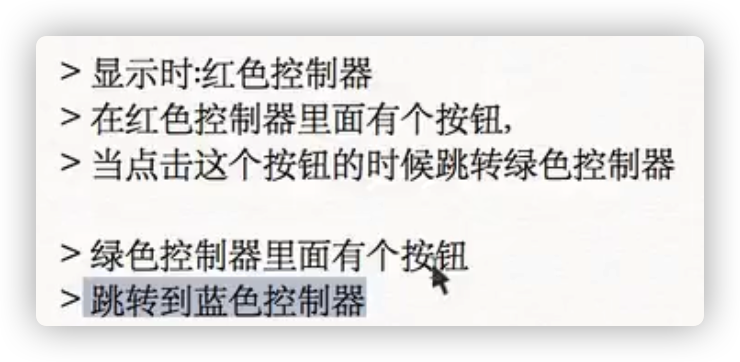 > 显示时:红色控制器
> 在红色控制器里面有个按钮,
> 当点击这个按钮的时候跳转绿色控制器
> 绿色控制器里面有个按钮
> 跳转到蓝色控制器